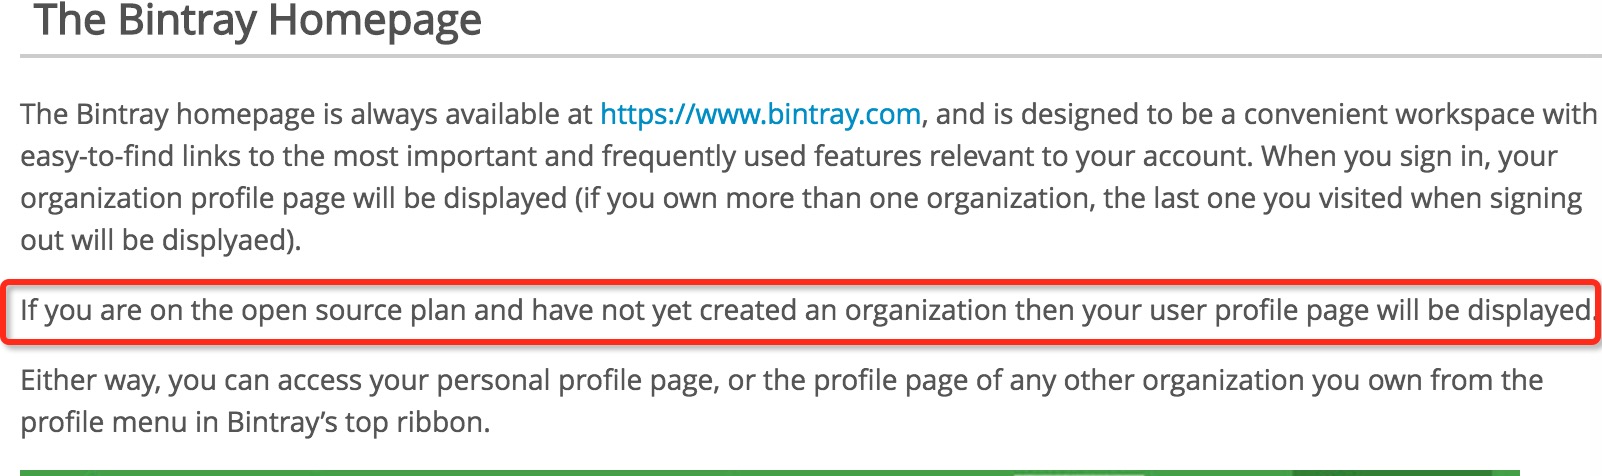 The Bintray Homepage
The Bintray homepage is always available at https://www.bintray.com, and is designed to be a convenient workspace with
easy-to-find links to the most important and frequently used features relevant to your account. When you sign in, your
organization profile page will be displayed (if you own more than one organization, the last one you visited when signing
out will be displyaed).
If you are on the open source plan and have not yet created an organization then your user profile page will be displayed.
Either way, you can access your personal profile page, or the profile page of any other organization you own from the
profile menu in Bintray’s top ribbon.